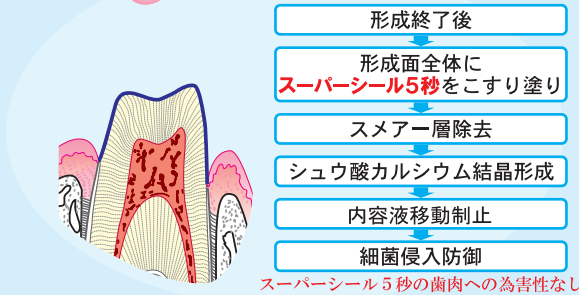 形成終了後
形成面全体に
スーパーシール5秒をこすり塗り
スメアー層除去
シュウ酸カルシウム結晶形成
内容液移動制止
細菌侵入防御
スーパーシール５秒の歯肉への為害性なし